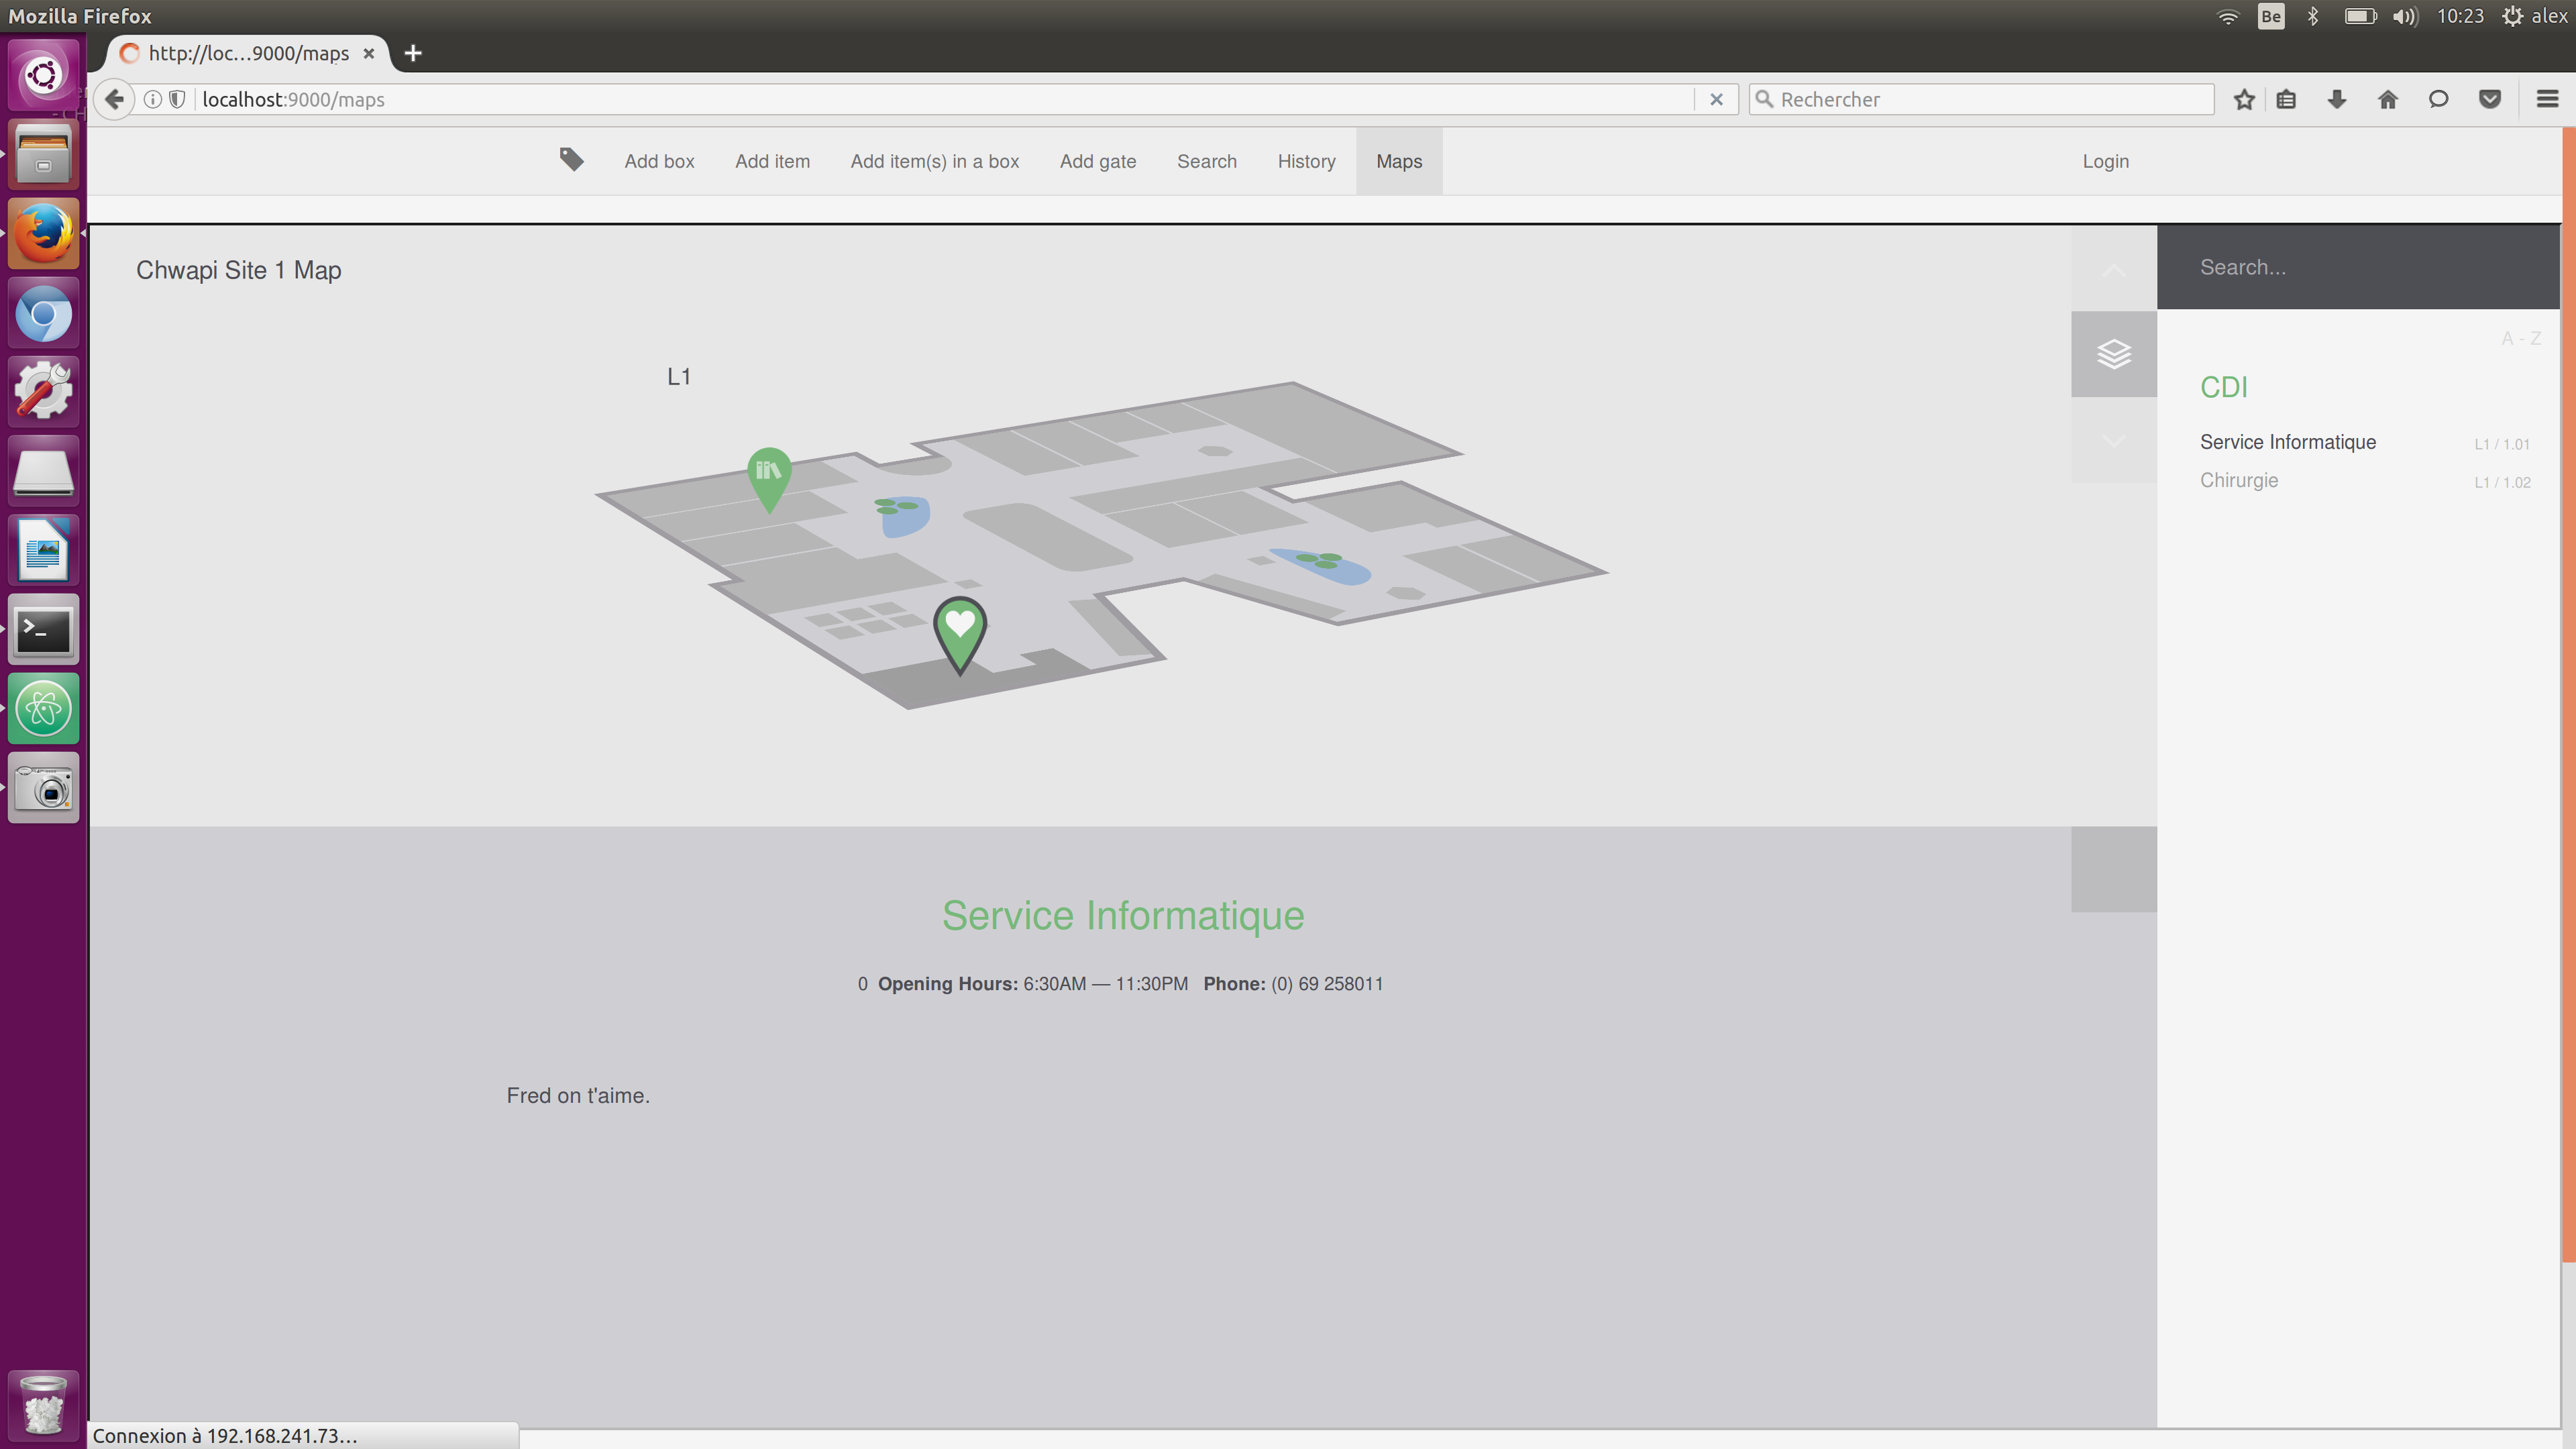 Mozilla Firefox
Be
10:23
alex
http://loc…9000/maps
localhost:9000/maps
Rechercher
Add box
Add item
Add item(s) in a box
Add gate
Search
History
Maps
Login
Chwapi Site 1 Map
Search...
A - Z
L1
CDI
Service Informatique
L1 / 1.01
Chirurgie
L1 / 1.02
Service Informatique
0 Opening Hours: 6:30AM — 11:30PM Phone: (0) 69 258011
Fred on t'aime.
Connexion à 192.168.241.73…